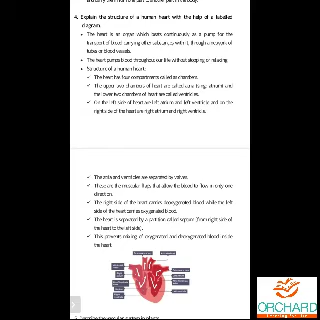 4. Explain the structure of a human heart with the help of a labelled
diagram.
• The heart is an organ which beats continuously as a pump for the
transport of blood carrying other substances with it through a network of
tubes or blood vessels.
• The heart pumps blood throughout our life without stopping or relaxing.
• Structure of a human heart:
✓ The heart has four compartments called as chambers.
✓ The upper two chambers of heart are called as atria (sing: atrium) and
the lower two chambers of heart are called ventricles.
✓ On the left side of heart are left atrium and left ventricle and on the
right side of the heart are right atrium and right ventricle.
✓ The atria and ventricles are separated by valves.
✓ These are the muscular flaps that allow the blood to flow in only one
direction.
✓ The right side of the heart carries deoxygenated blood while the left
side of the heart carries oxygenated blood.
✓ The heart is separated by a partition called septum (from right side of
the heart to the left side).
✓ This prevents mixing of oxygenated and deoxygenated blood inside
the heart.
ORCHARD